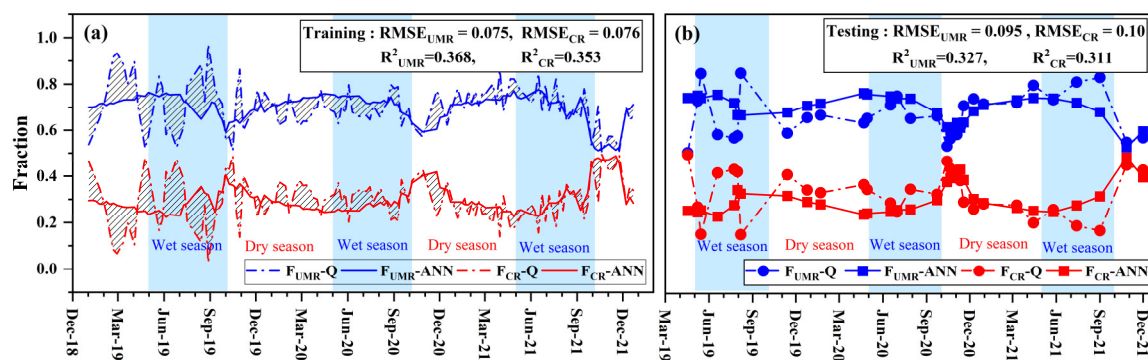 (a)
Training : RMSE_UMR = 0.075, RMSE_CR = 0.076
R²_UMR=0.368, R²_CR=0.353
Fraction
1.0
0.8
0.6
0.4
0.2
0.0
Wet season
Dry season
Wet season
Dry season
Wet season
F_UMR-Q F_UMR-ANN F_CR-Q F_CR-ANN
Dec-18 Mar-19 Jun-19 Sep-19 Dec-19 Mar-20 Jun-20 Sep-20 Dec-20 Mar-21 Jun-21 Sep-21 Dec-21
(b)
Testing : RMSE_UMR = 0.095 , RMSE_CR = 0.10
R²_UMR=0.327, R²_CR=0.311
Wet season
Dry season
Wet season
Dry season
Wet season
F_UMR-Q F_UMR-ANN F_CR-Q F_CR-ANN
Mar-19 Jun-19 Sep-19 Dec-19 Mar-20 Jun-20 Sep-20 Dec-20 Mar-21 Jun-21 Sep-21 Dec-21